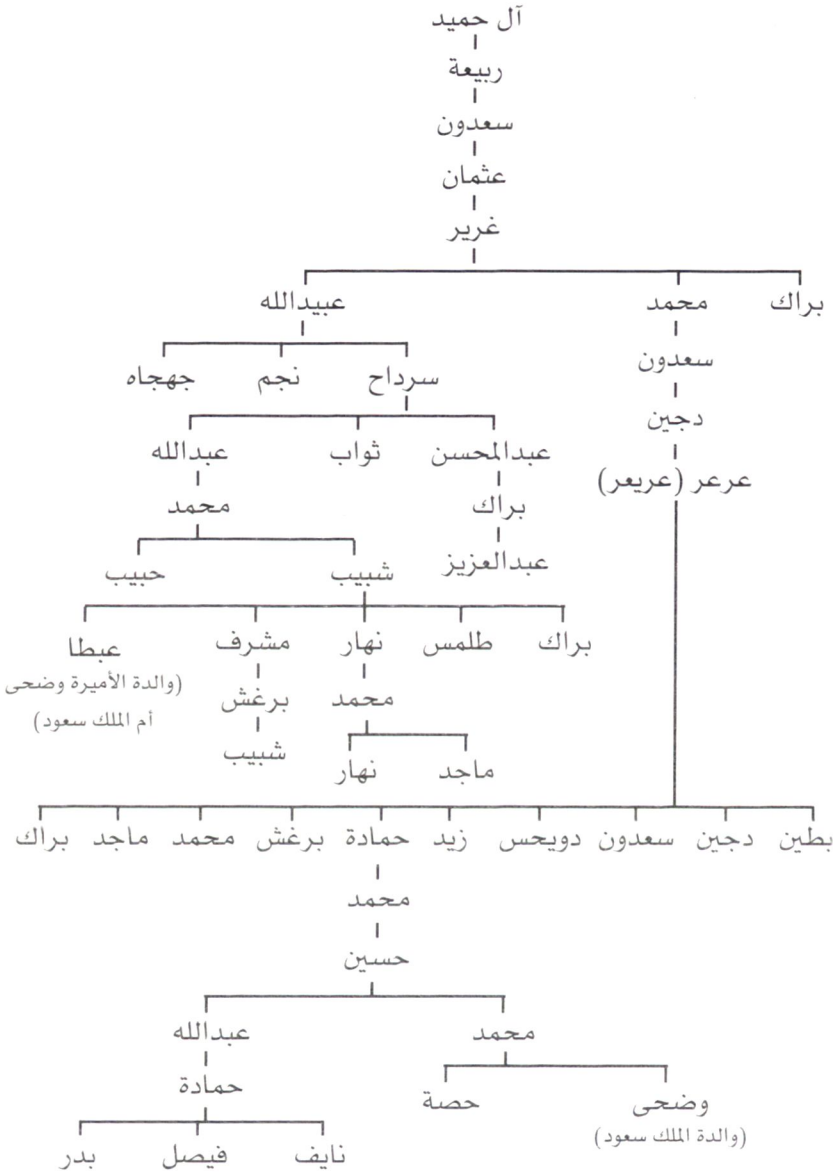 آل حميد
ربيعة
سعدون
عثمان
غرير
براك محمد عبيدالله
سعدون
سرداح نجم جهجاه
دجين
عبدالمحسن ثواب عبدالله
عرعر (عريعر)
براك محمد
عبدالعزيز شبيب حبيب
براك طلمس نهار مشرف عبطا
(والدة الأميرة وضحى
أم الملك سعود)
محمد برغش
شبيب
ماجد نهار
بطين دجين سعدون دويحس زيد حمادة برغش محمد ماجد براك
محمد
حسين
محمد عبدالله
حمادة
وضحى حصة
(والدة الملك سعود)
نايف فيصل بدر